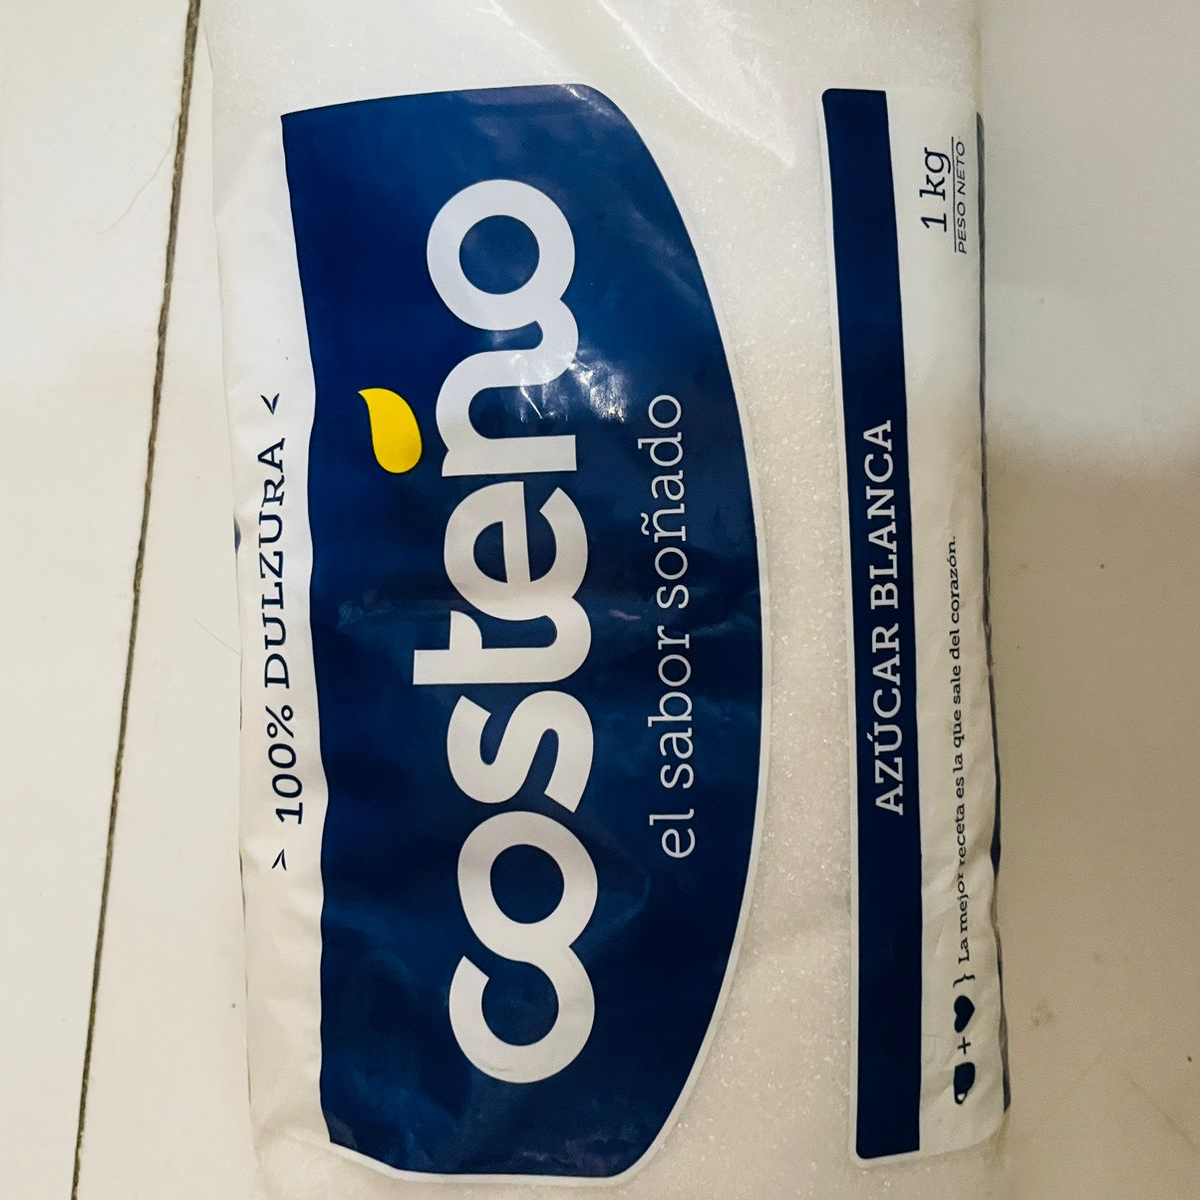 > 100% DULZURA <
costeño
el sabor soñado
AZÚCAR BLANCA
1 kg
PESO NETO
La mejor receta es la que sale del corazón.